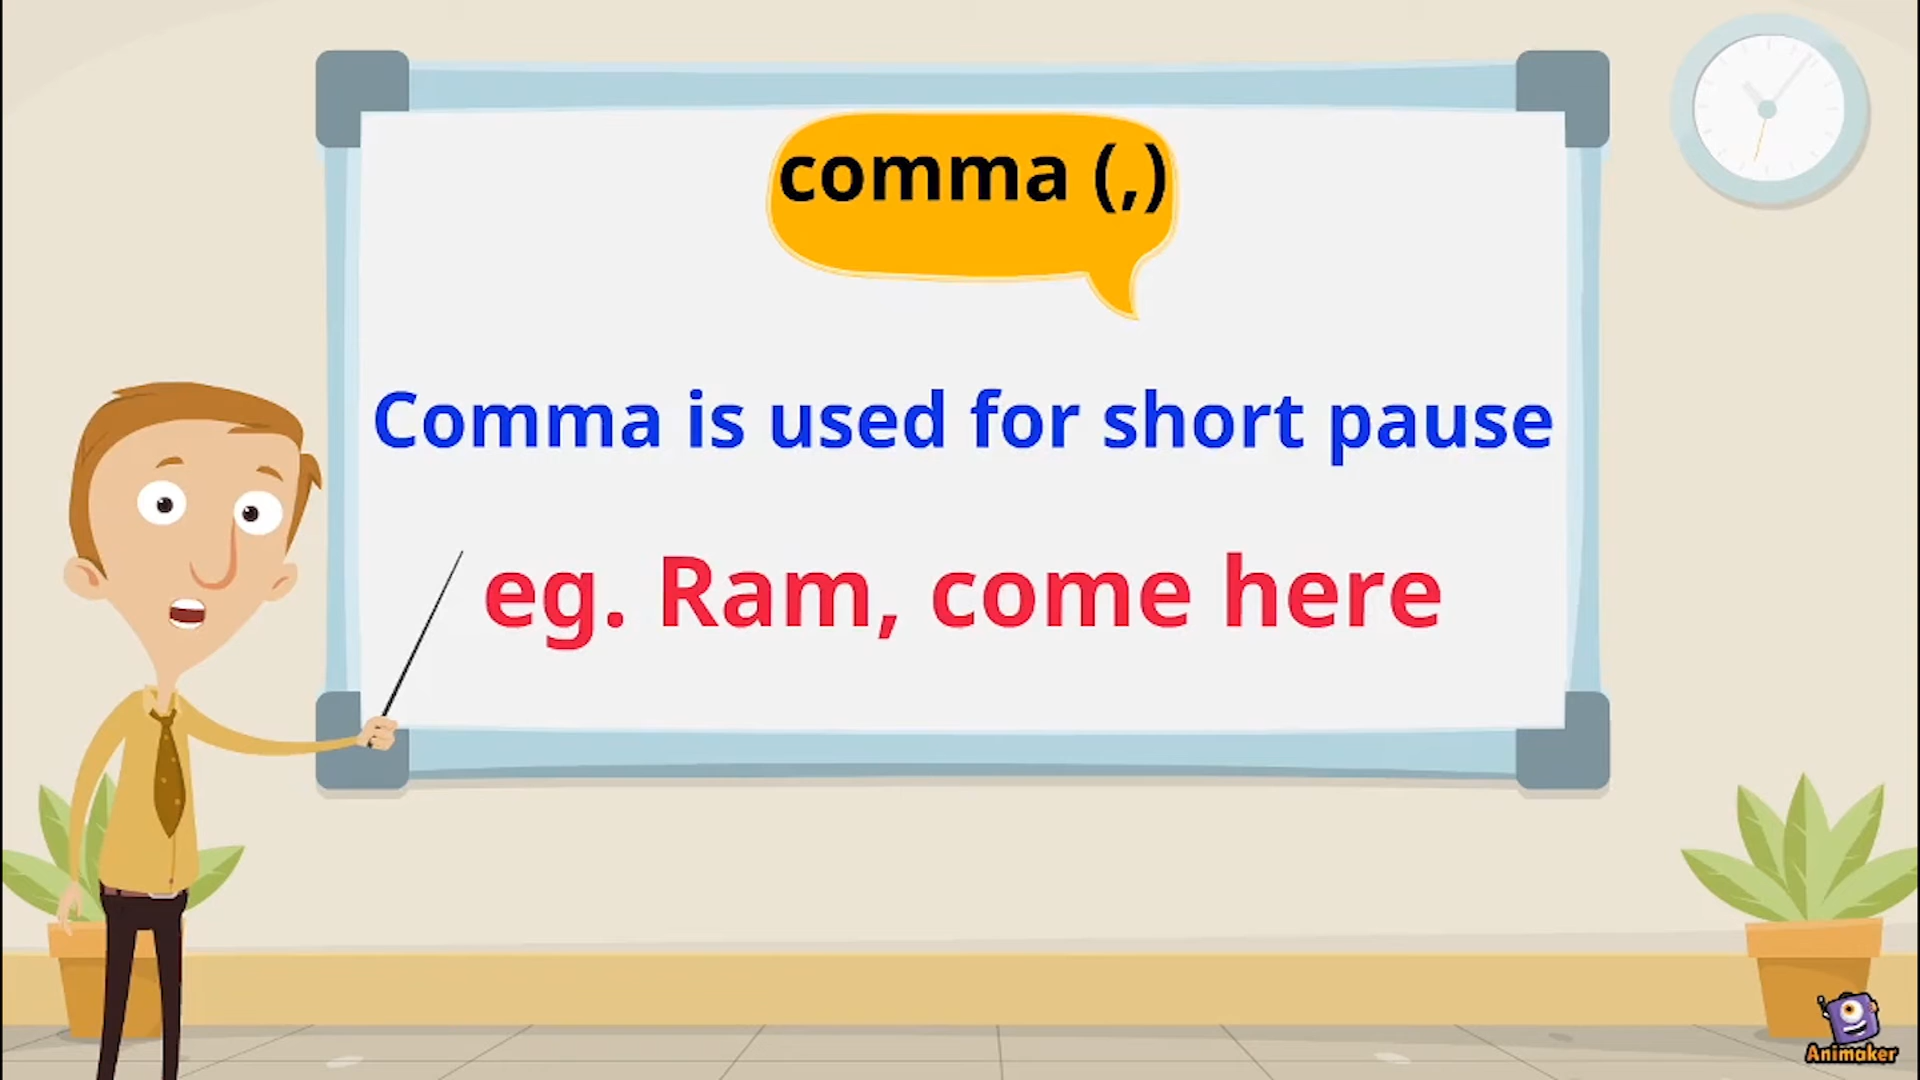 comma (,)
Comma is used for short pause
eg. Ram, come here
Animaker